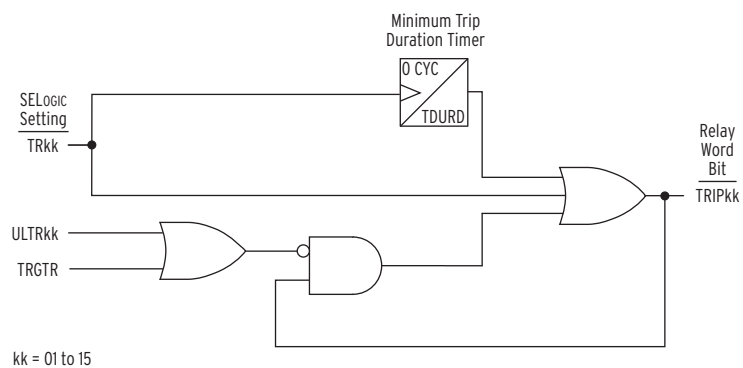 Minimum Trip
Duration Timer
0 CYC
TDURD
SELOGIC
Setting
TRkk
Relay
Word
Bit
TRIPkk
ULTRkk
TRGTR
kk = 01 to 15